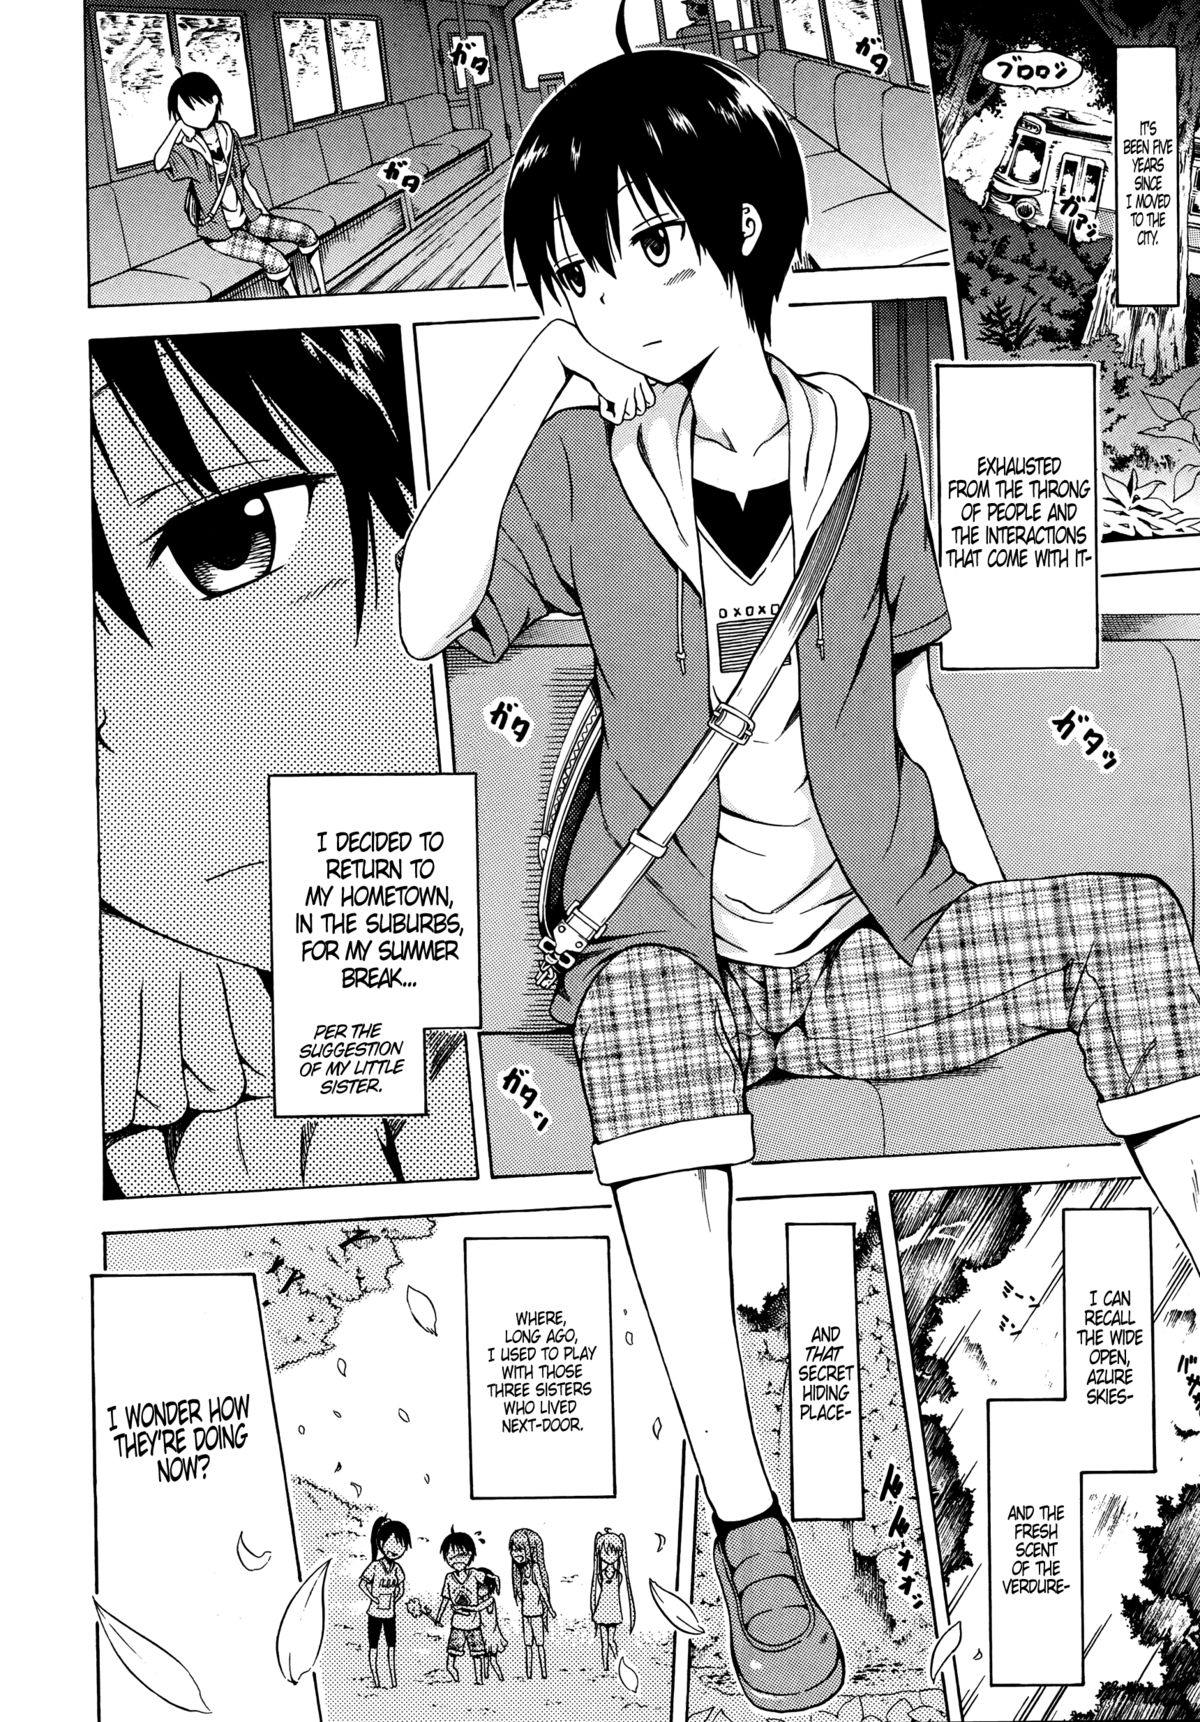 ブロロン
ガアッ
IT'S
BEEN FIVE
YEARS
SINCE
I MOVED
TO THE
CITY.
ガタ
ガタ
ガタ
EXHAUSTED
FROM THE THRONG
OF PEOPLE AND
THE INTERACTIONS
THAT COME WITH IT-
OXOXO
ガタッ
ガタ
ガタッ
I DECIDED TO
RETURN TO
MY HOMETOWN,
IN THE SUBURBS,
FOR MY SUMMER
BREAK...
PER THE
SUGGESTION
OF MY LITTLE
SISTER.
I CAN
RECALL
THE WIDE
OPEN,
AZURE
SKIES-
AND THE
FRESH
SCENT
OF THE
VERDURE-
AND
THAT
SECRET
HIDING
PLACE-
WHERE,
LONG AGO,
I USED TO PLAY
WITH THOSE
THREE SISTERS
WHO LIVED
NEXT-DOOR.
I WONDER HOW
THEY'RE DOING
NOW?